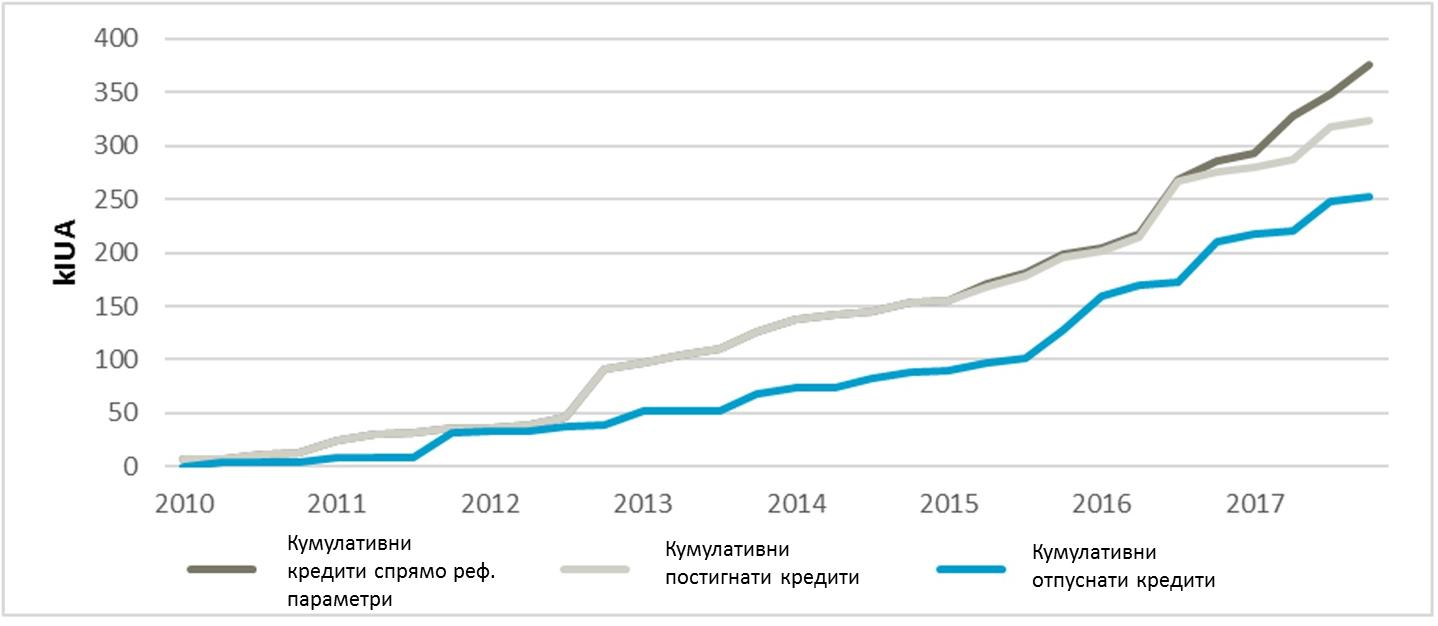 400
350
300
250
200
150
100
50
0
kIUA
2010 2011 2012 2013 2014 2015 2016 2017
Кумулативни
кредити спрямо реф.
параметри
Кумулативни
постигнати кредити
Кумулативни
отпуснати кредити